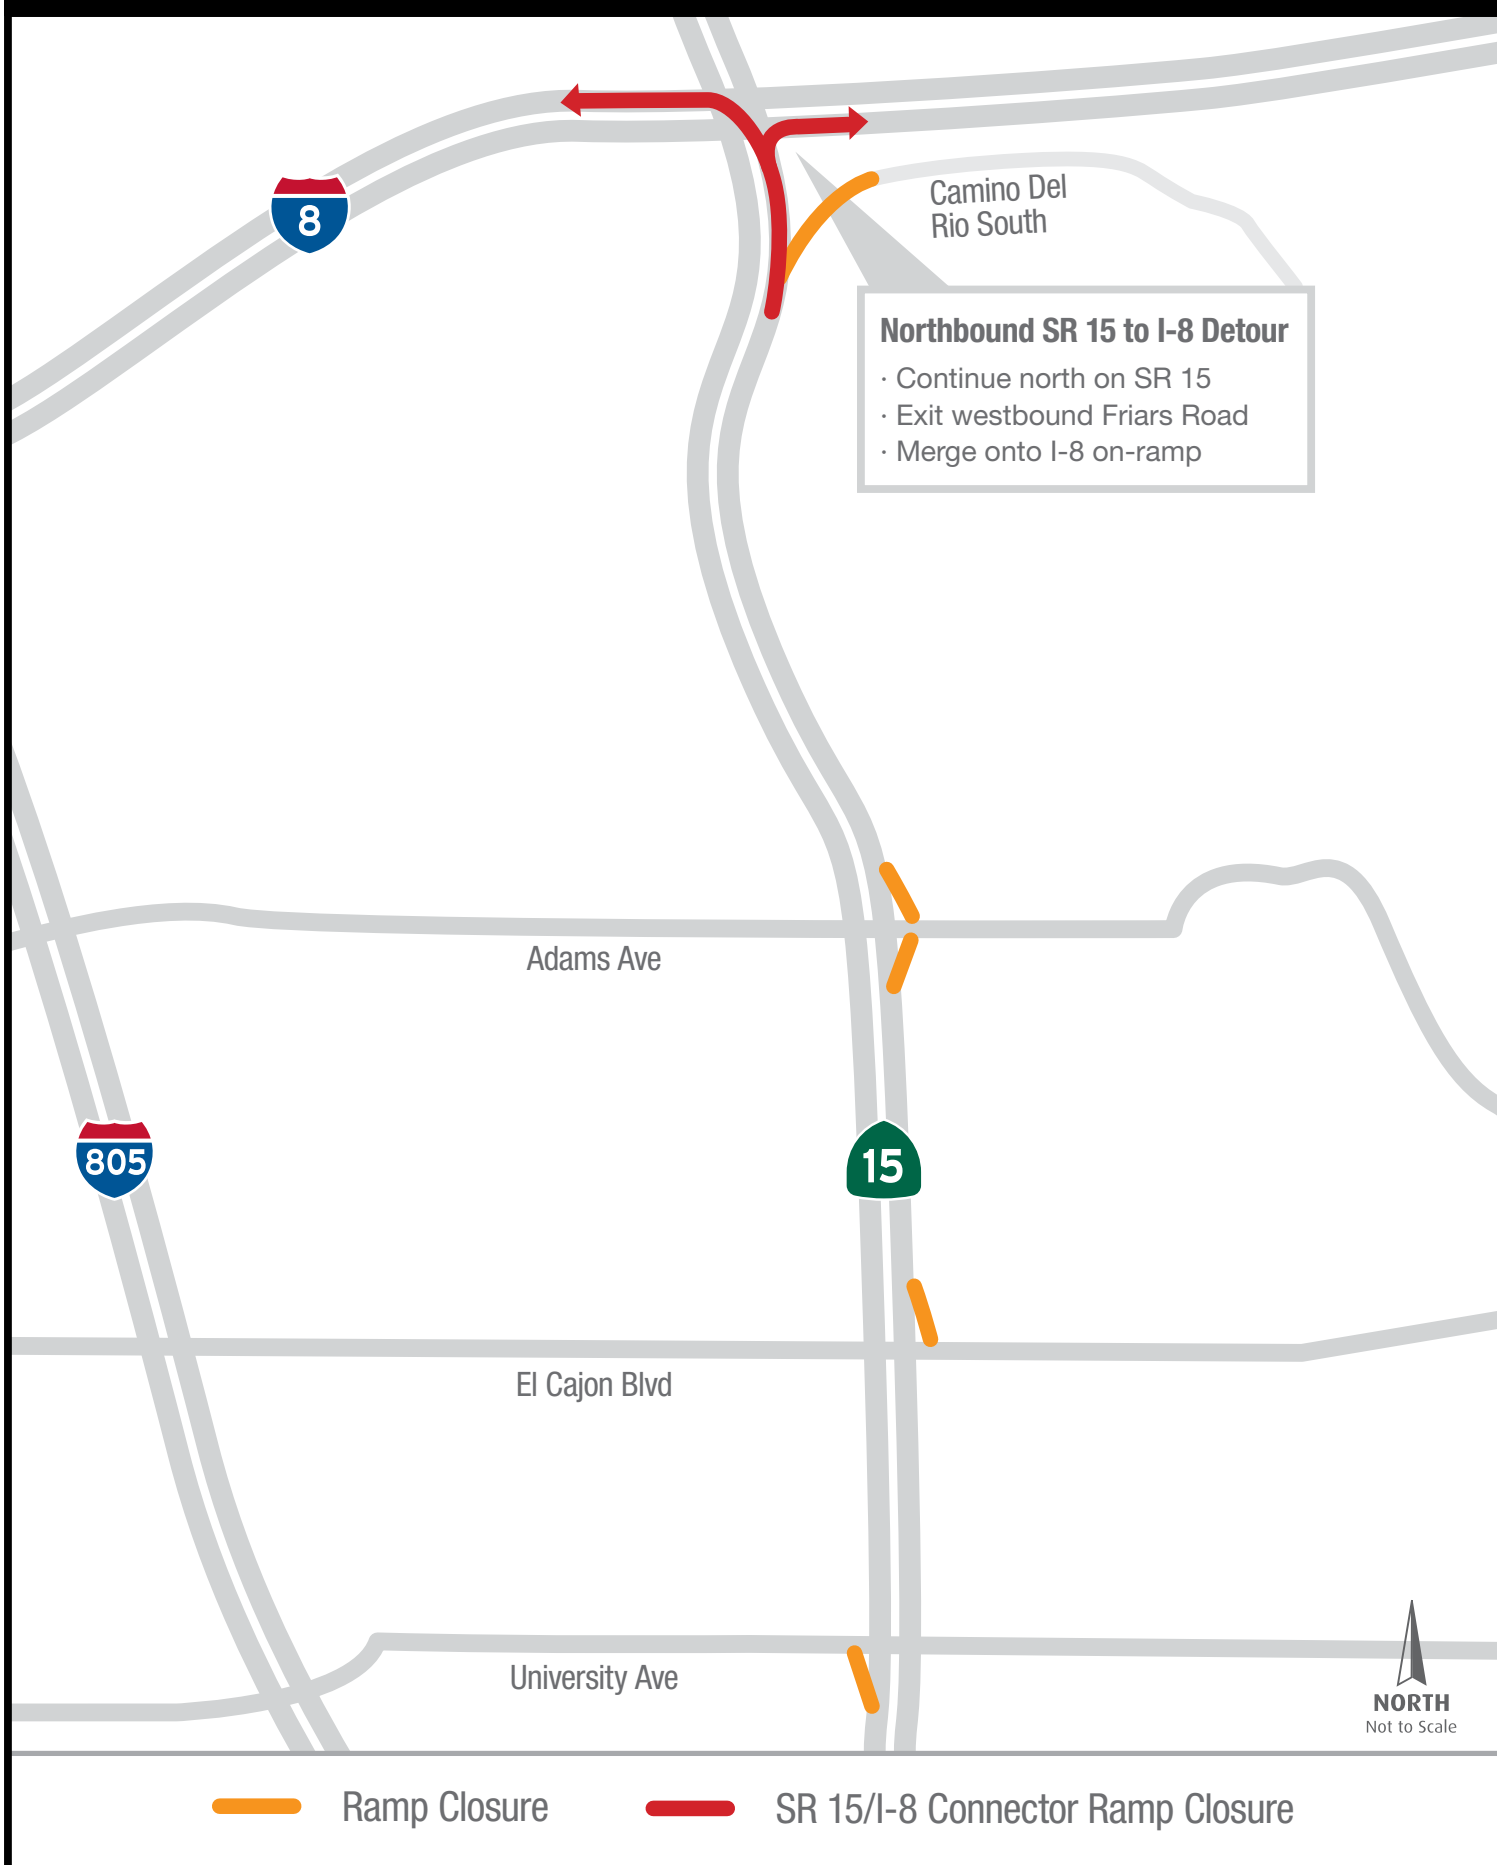 8
Camino Del
Rio South
Northbound SR 15 to I-8 Detour
· Continue north on SR 15
· Exit westbound Friars Road
· Merge onto I-8 on-ramp
Adams Ave
805
15
El Cajon Blvd
University Ave
NORTH
Not to Scale
Ramp Closure
SR 15/I-8 Connector Ramp Closure